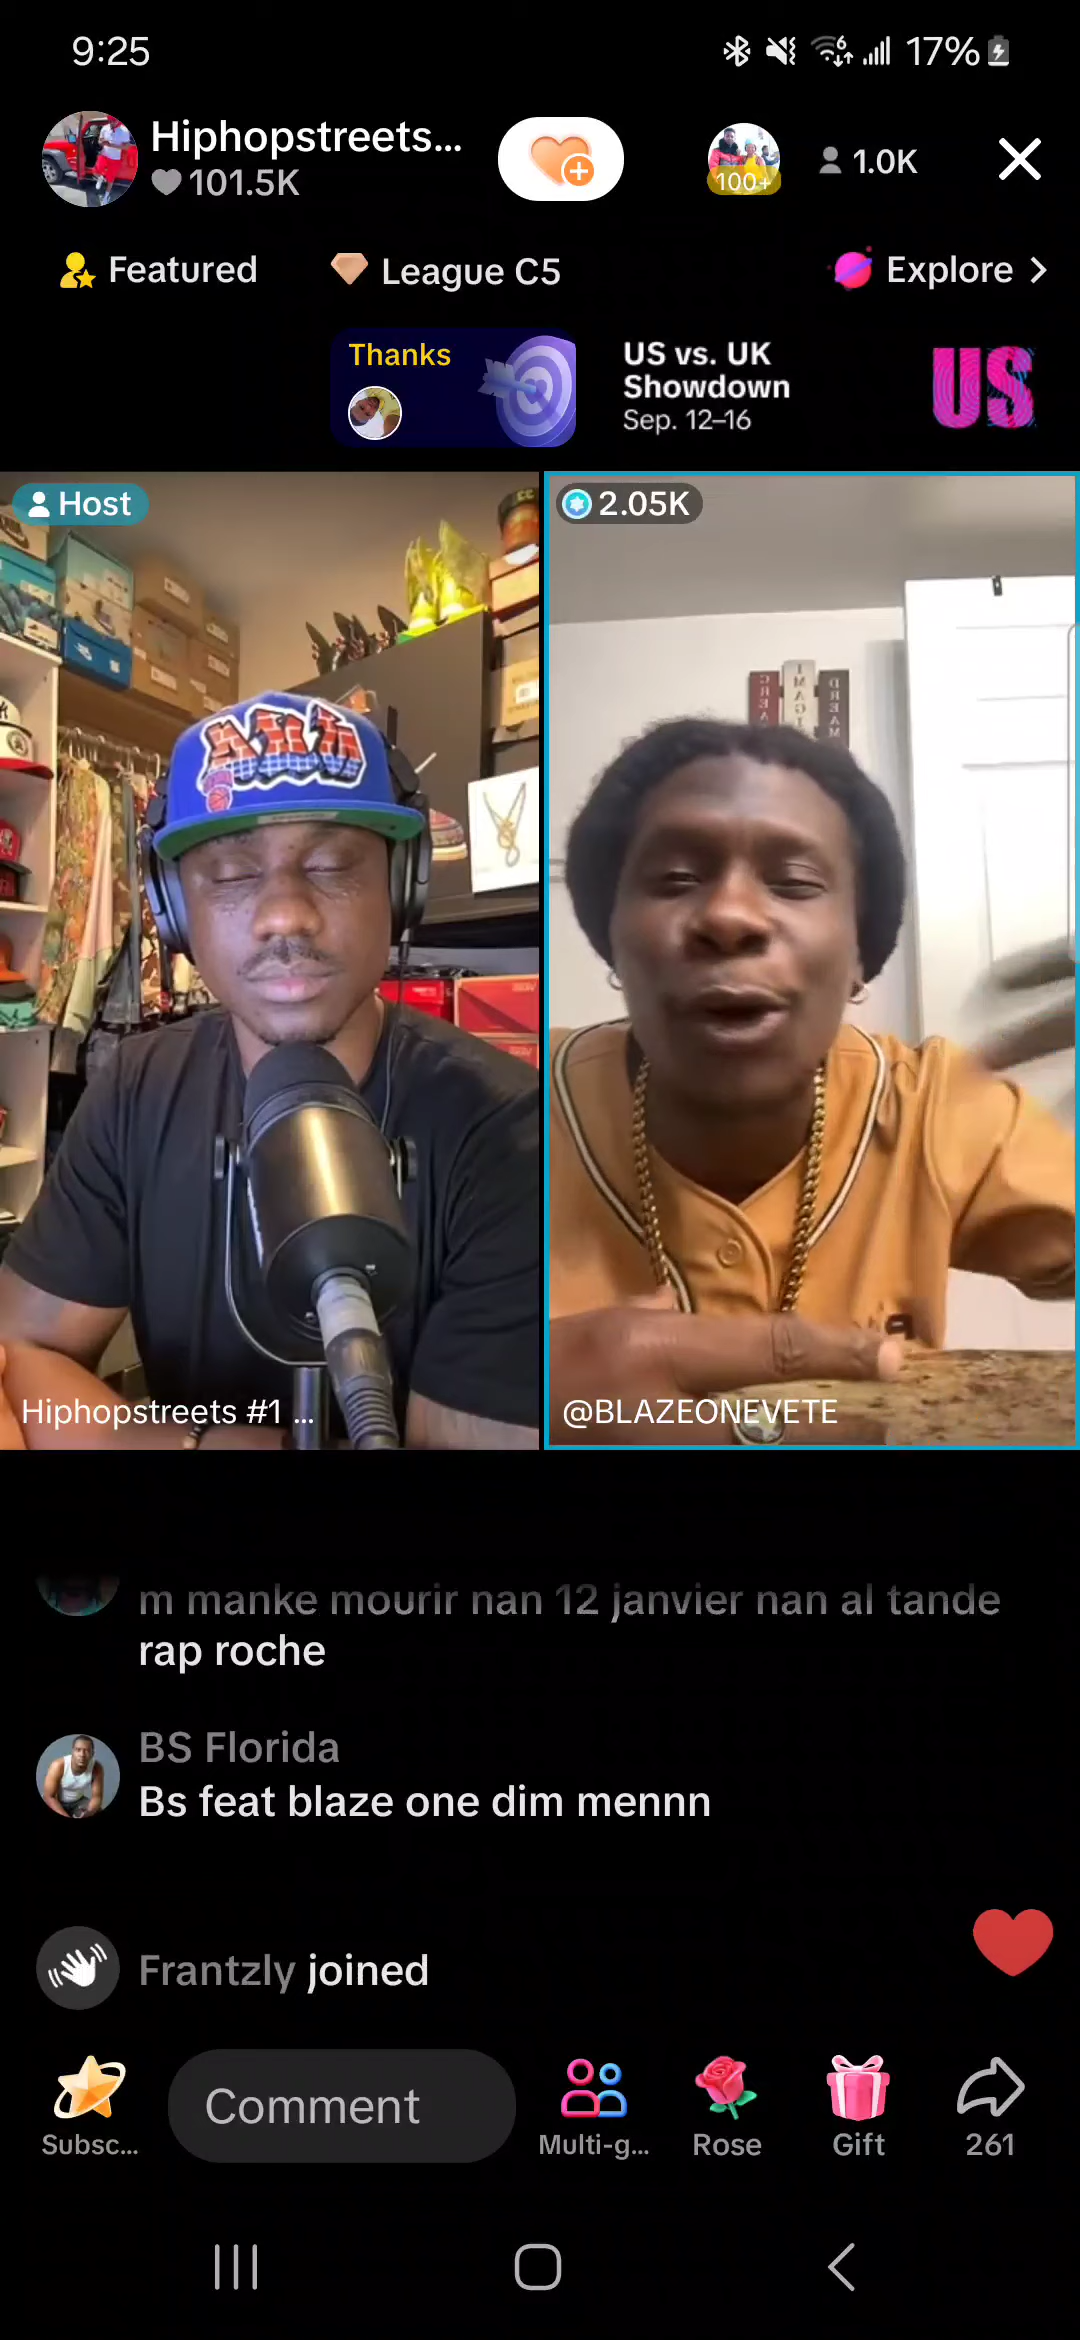 9:25
6
17%
Hiphopstreets...
101.5K
100+
1.0K
Featured
League C5
Explore
Thanks
US vs. UK
Showdown
Sep. 12–16
US
Host
2.05K
Hiphopstreets #1 ...
@BLAZEONEVETE
m manke mourir nan 12 janvier nan al tande
rap roche
BS Florida
Bs feat blaze one dim mennn
Frantzly joined
Comment
Subsc...
Multi-g...
Rose
Gift
261